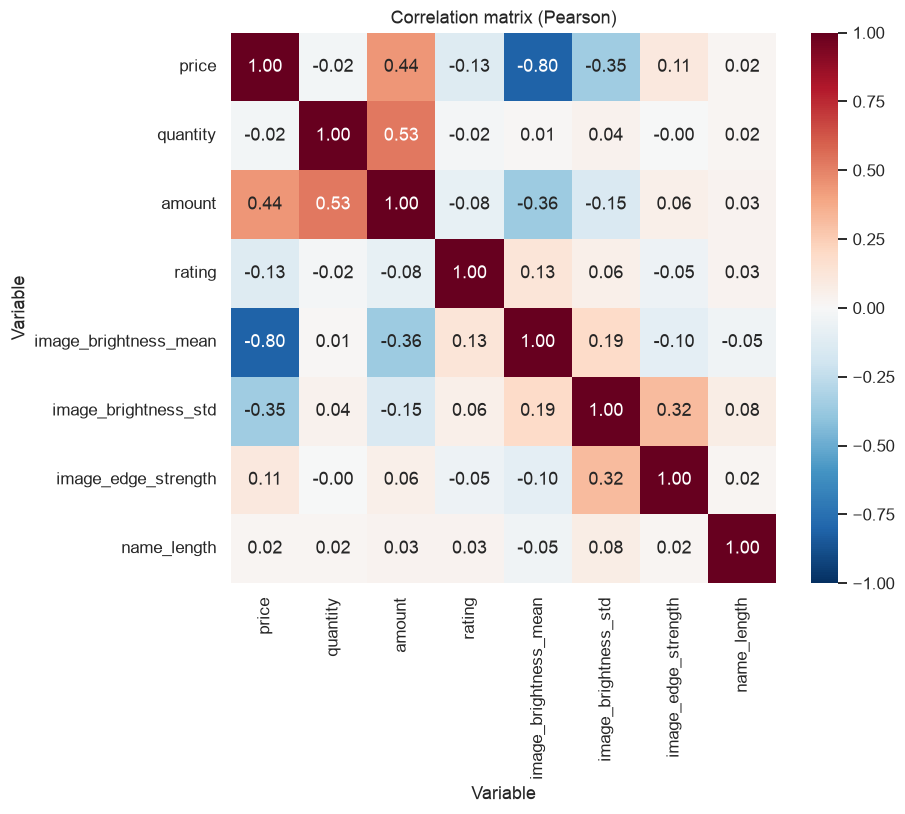 Correlation matrix (Pearson)
Variable
price 1.00 -0.02 0.44 -0.13 -0.80 -0.35 0.11 0.02
quantity -0.02 1.00 0.53 -0.02 0.01 0.04 -0.00 0.02
amount 0.44 0.53 1.00 -0.08 -0.36 -0.15 0.06 0.03
rating -0.13 -0.02 -0.08 1.00 0.13 0.06 -0.05 0.03
image_brightness_mean -0.80 0.01 -0.36 0.13 1.00 0.19 -0.10 -0.05
image_brightness_std -0.35 0.04 -0.15 0.06 0.19 1.00 0.32 0.08
image_edge_strength 0.11 -0.00 0.06 -0.05 -0.10 0.32 1.00 0.02
name_length 0.02 0.02 0.03 0.03 -0.05 0.08 0.02 1.00
price
quantity
amount
rating
image_brightness_mean
image_brightness_std
image_edge_strength
name_length
Variable
1.00
0.75
0.50
0.25
0.00
−0.25
−0.50
−0.75
−1.00